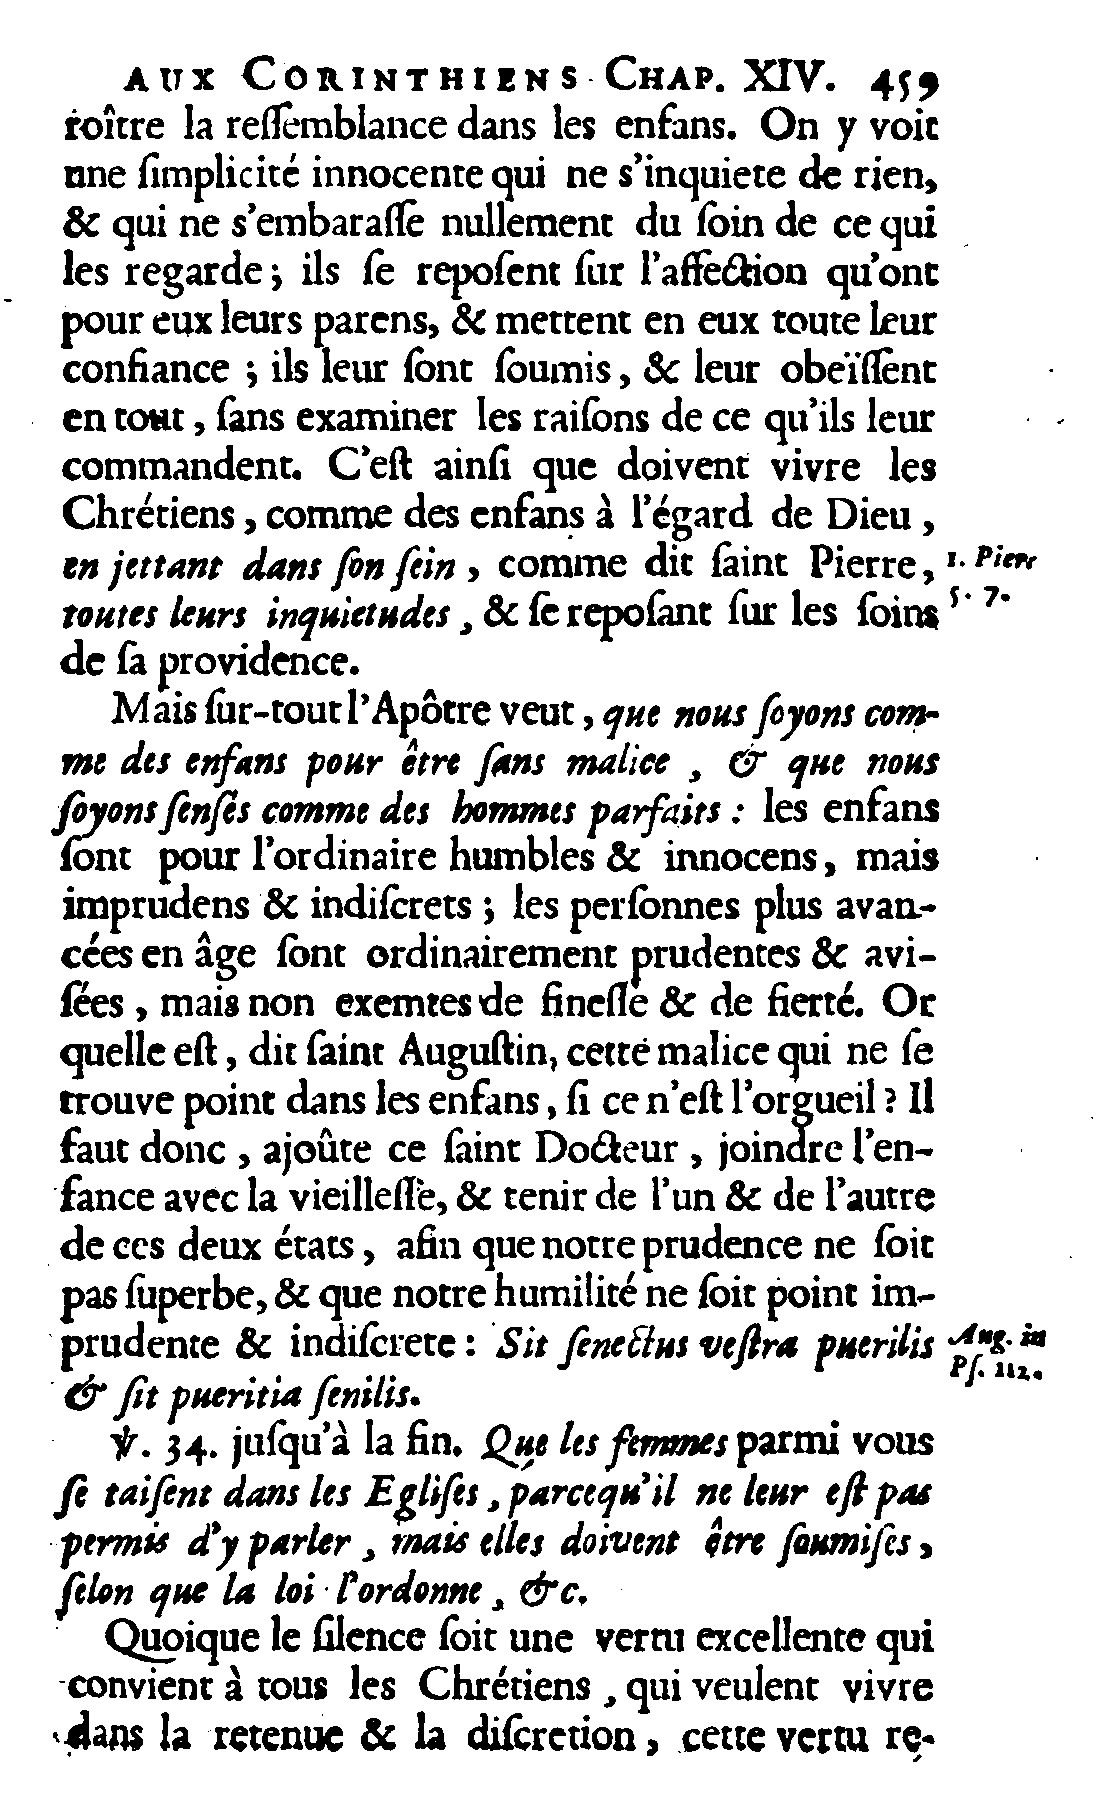 AUX CORINTHIENS CHAP. XIV. 459
roître la reſſemblance dans les enfans. On y voit
une ſimplicité innocente qui ne s'inquiete de rien,
& qui ne s'embaraſſe nullement du ſoin de ce qui
les regarde; ils ſe repoſent ſur l'affection qu'ont
pour eux leurs parens, & mettent en eux toute leur
confiance ; ils leur ſont ſoumis, & leur obeïſſent
en tout, ſans examiner les raiſons de ce qu'ils leur
commandent. C'eſt ainſi que doivent vivre les
Chrétiens, comme des enfans à l'égard de Dieu,
en jettant dans ſon ſein, comme dit ſaint Pierre,
1. Pierre
toutes leurs inquietudes, & ſe repoſant ſur les ſoins
5. 7.
de ſa providence.
Mais ſur-tout l'Apôtre veut, que nous ſoyons com-
me des enfans pour être ſans malice, & que nous
ſoyons ſenſés comme des hommes parfaits : les enfans
ſont pour l'ordinaire humbles & innocens, mais
imprudens & indiſcrets ; les perſonnes plus avan-
cées en âge ſont ordinairement prudentes & avi-
ſées, mais non exemtes de fineſſe & de fierté. Or
quelle eſt, dit ſaint Auguſtin, cette malice qui ne ſe
trouve point dans les enfans, ſi ce n'eſt l'orgueil ? Il
faut donc, ajoûte ce ſaint Docteur, joindre l'en-
fance avec la vieilleſſe, & tenir de l'un & de l'autre
de ces deux états, afin que notre prudence ne ſoit
pas ſuperbe, & que notre humilité ne ſoit point im-
prudente & indiſcrete : Sit ſenectus veſtra puerilis
Aug. in
Pſ. 112.
& ſit pueritia ſenilis.
℣. 34. juſqu'à la fin. Que les femmes parmi vous
ſe taiſent dans les Egliſes, parcequ'il ne leur eſt pas
permis d'y parler, mais elles doivent être ſoumiſes,
ſelon que la loi l'ordonne, &c.
Quoique le ſilence ſoit une vertu excellente qui
convient à tous les Chrétiens, qui veulent vivre
dans la retenue & la diſcretion, cette vertu re-